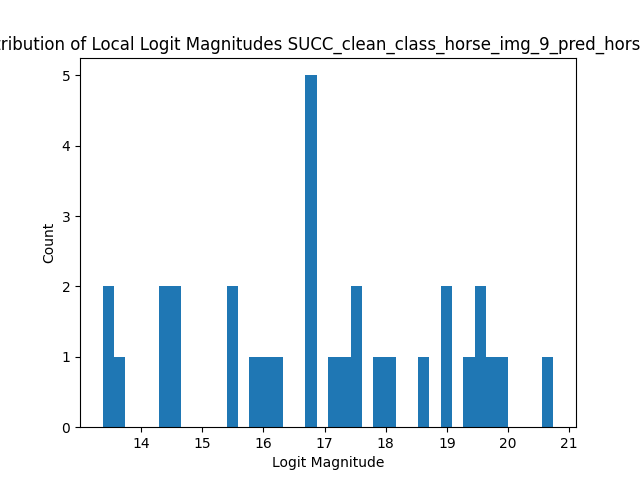 of Local Logit Magnitudes SUCC_clean_class_horse_img_9_pred_hors
5
4
3
2
1
0
Count
14 15 16 17 18 19 20 21
Logit Magnitude